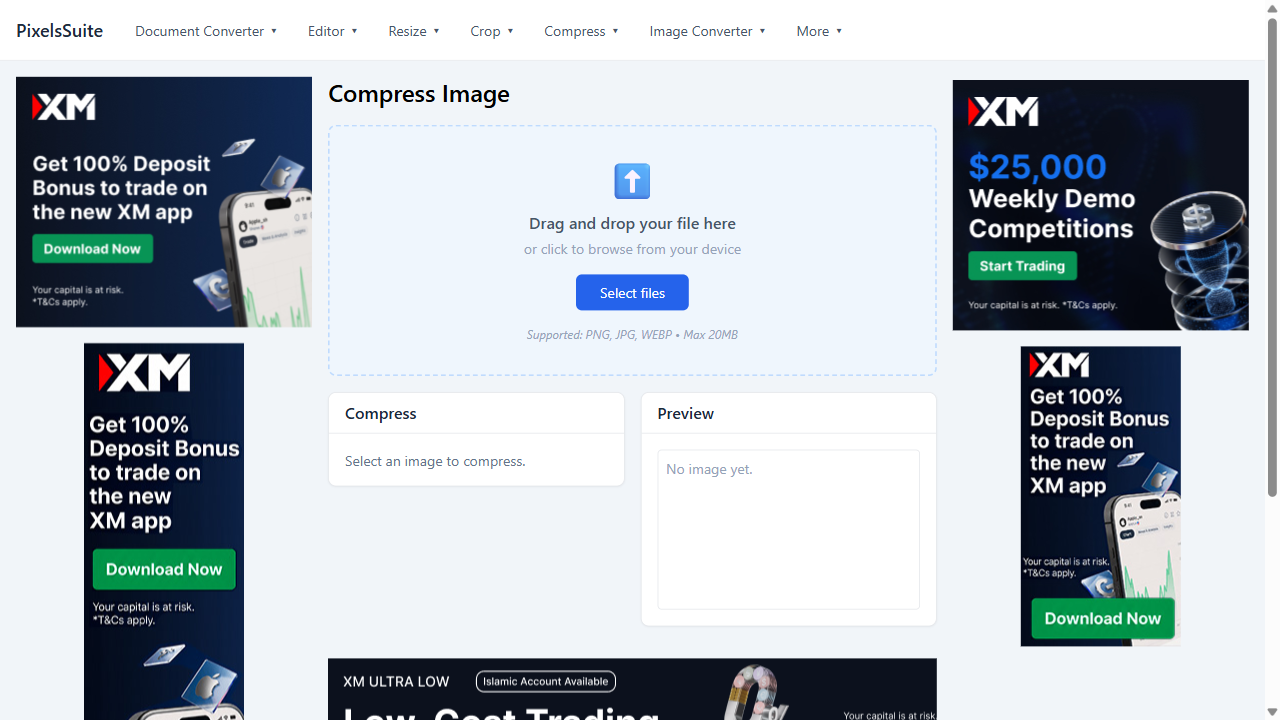 PixelsSuite
Document Converter ▼
Editor ▼
Resize ▼
Crop ▼
Compress ▼
Image Converter ▼
More ▼
XM
Get 100% Deposit
Bonus to trade on
the new XM app
Download Now
Your capital is at risk.
*T&Cs apply.
XM
Get 100%
Deposit Bonus
to trade on
the new
XM app
Download Now
Your capital is at risk.
*T&Cs apply.
Compress Image
Drag and drop your file here
or click to browse from your device
Select files
Supported: PNG, JPG, WEBP • Max 20MB
Compress
Select an image to compress.
Preview
No image yet.
XM ULTRA LOW
Islamic Account Available
Low-Cost Trading
Your capital is at risk
XM
$25,000
Weekly Demo
Competitions
Start Trading
Your capital is at risk. *T&Cs apply.
XM
Get 100%
Deposit Bonus
to trade on
the new
XM app
Your capital is at risk.
*T&Cs apply.
Download Now